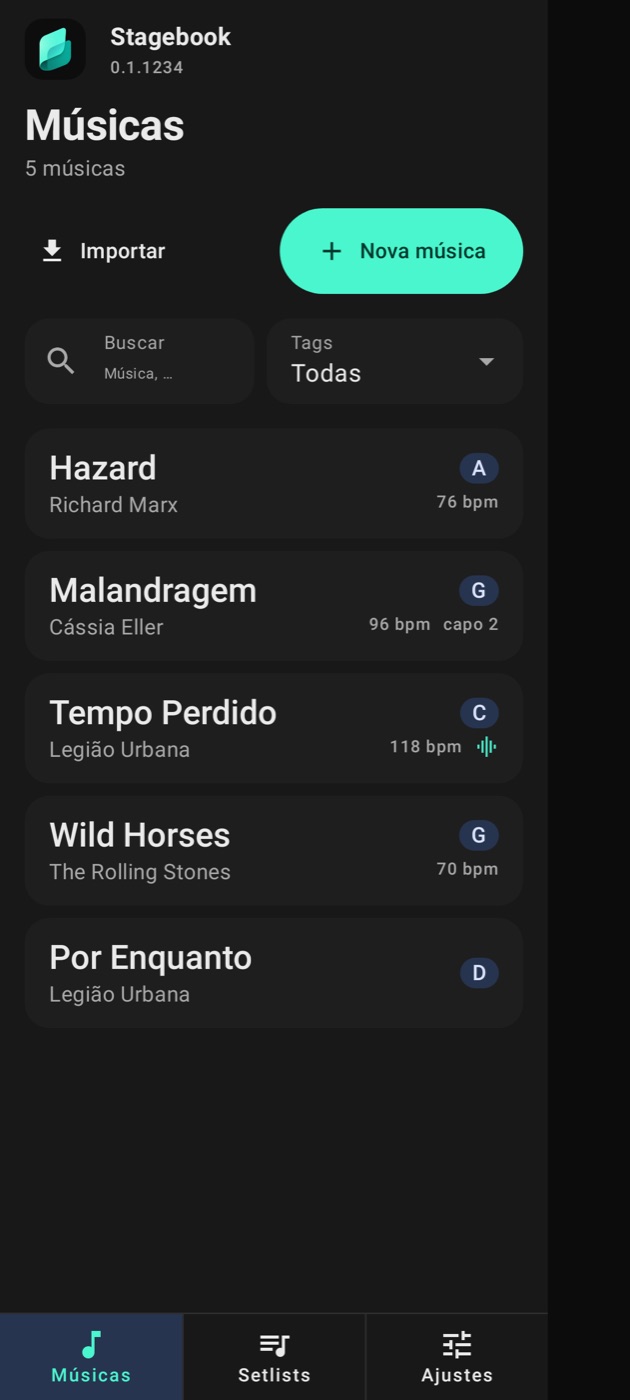 Stagebook
0.1.1234
Músicas
5 músicas
Importar
Nova música
Buscar
Música, ...
Tags
Todas
Hazard
A
Richard Marx
76 bpm
Malandragem
G
Cássia Eller
96 bpm capo 2
Tempo Perdido
C
Legião Urbana
118 bpm
Wild Horses
G
The Rolling Stones
70 bpm
Por Enquanto
D
Legião Urbana
Músicas
Setlists
Ajustes